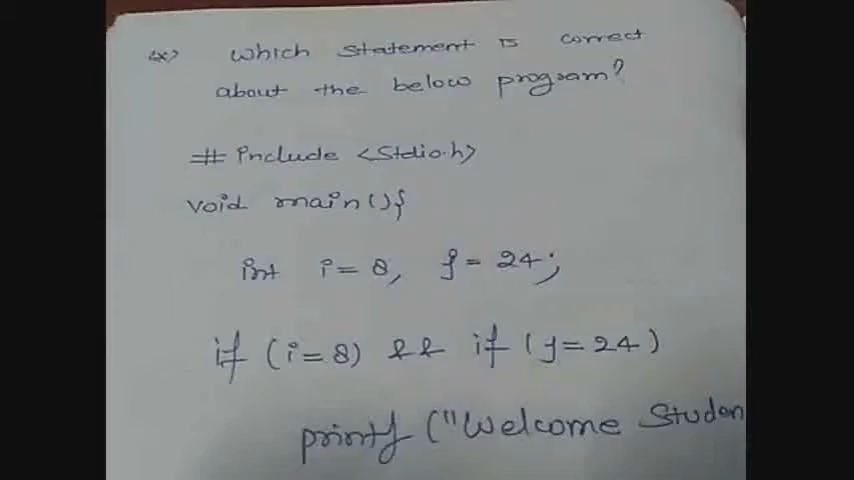 Ex> Which statement is correct
about the below program?
# include <stdio.h>
void main(){
int i = 8, j = 24;
if (i = 8) && if (j = 24)
printf ("Welcome Studen